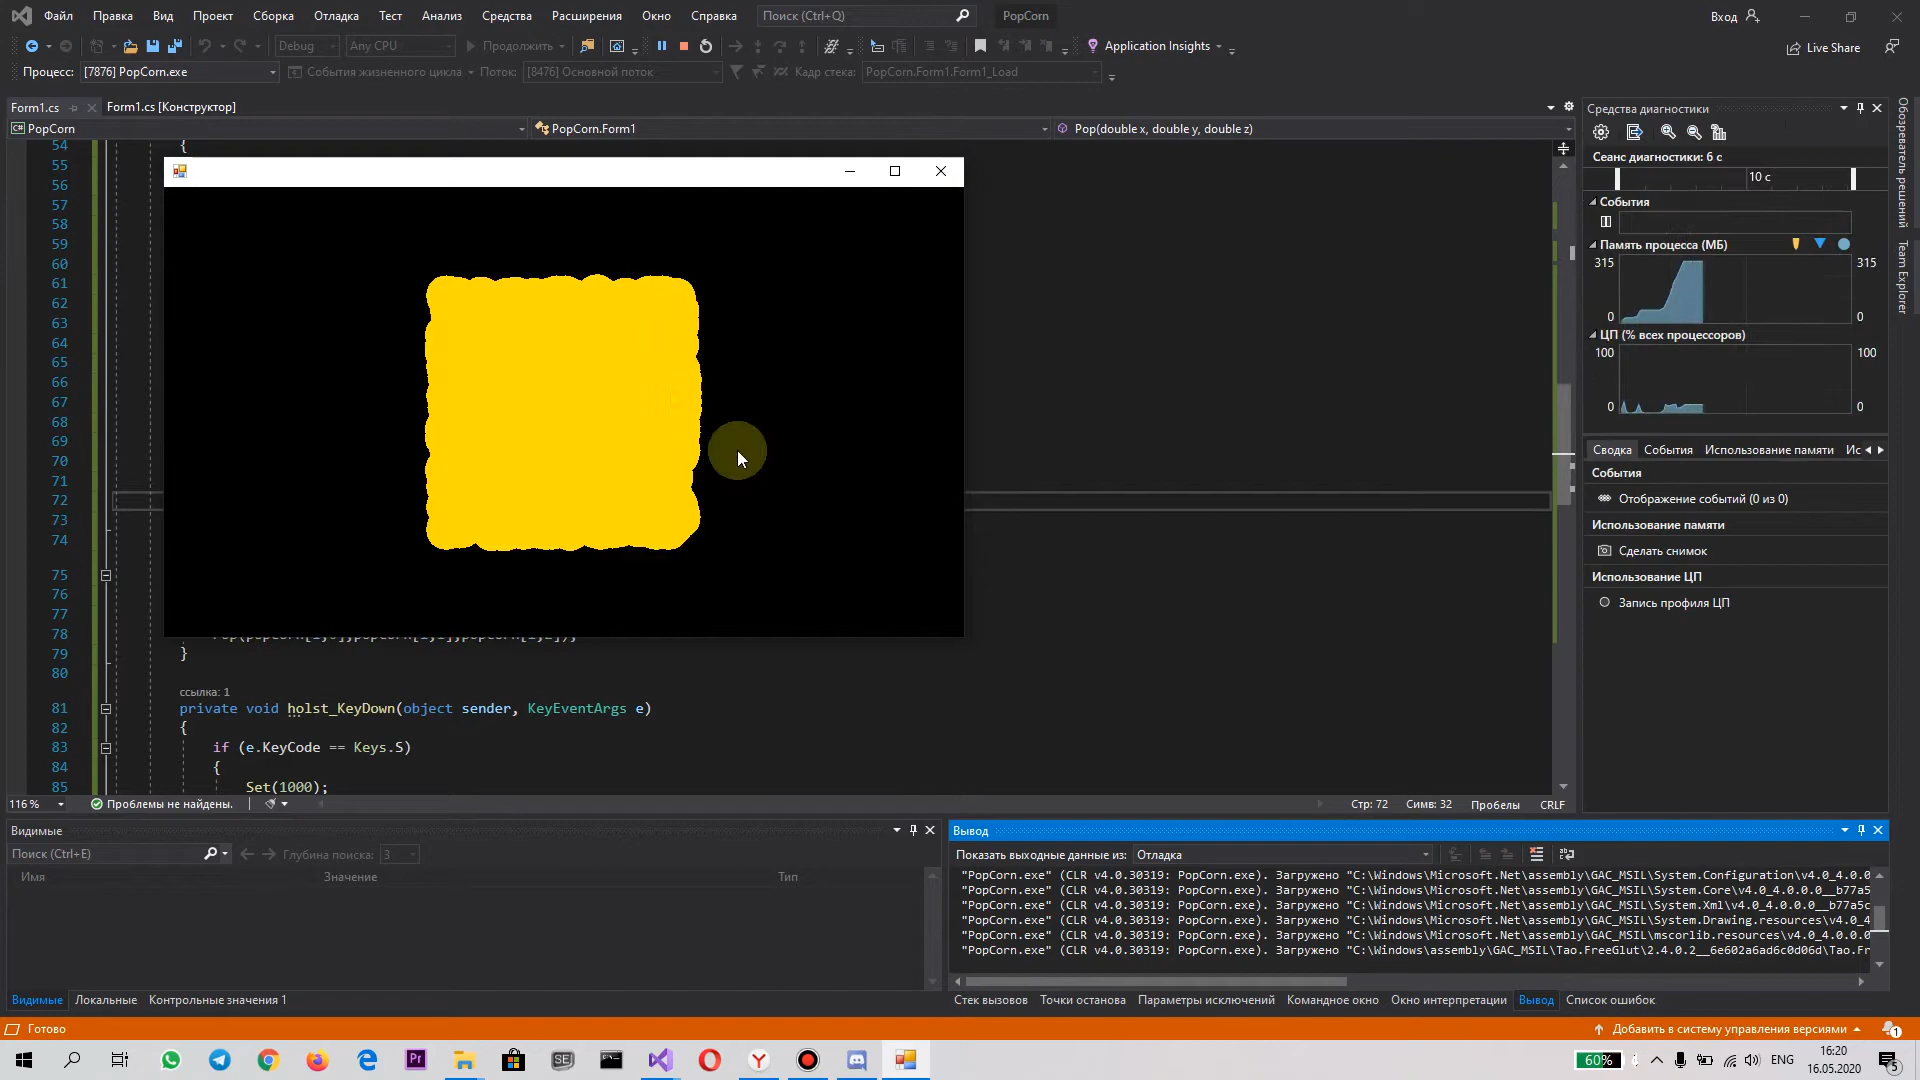 Файл Правка Вид Проект Сборка Отладка Тест Анализ Средства Расширения Окно Справка Поиск (Ctrl+Q) PopCorn Вход
Debug Any CPU Продолжить Application Insights Live Share
Процесс: [7876] PopCorn.exe События жизненного цикла Поток: [8476] Основной поток Кадр стека: PopCorn.Form1.Form1_Load
Form1.cs Form1.cs [Конструктор]
PopCorn PopCorn.Form1 Pop(double x, double y, double z)
54 {
55
56
57
58
59
60
61
62
63
64
65
66
67
68
69
70
71
72
73
74
75
76
77
78
79 }
80
ссылка: 1
81 private void holst_KeyDown(object sender, KeyEventArgs e)
82 {
83 if (e.KeyCode == Keys.S)
84 {
85 Set(1000);
116 % Проблемы не найдены. Стр: 72 Симв: 32 Пробелы CRLF
Средства диагностики
Сеанс диагностики: 6 с
10 с
События
Память процесса (МБ)
315 315
0 0
ЦП (% всех процессоров)
100 100
0 0
Сводка События Использование памяти Ис
События
Отображение событий (0 из 0)
Использование памяти
Сделать снимок
Использование ЦП
Запись профиля ЦП
Обозреватель решений
Team Explorer
Видимые
Поиск (Ctrl+E) Глубина поиска: 3
Имя Значение Тип
Видимые Локальные Контрольные значения 1
Вывод
Показать выходные данные из: Отладка
"PopCorn.exe" (CLR v4.0.30319: PopCorn.exe). Загружено "C:\Windows\Microsoft.Net\assembly\GAC_MSIL\System.Configuration\v4.0_4.0.0
"PopCorn.exe" (CLR v4.0.30319: PopCorn.exe). Загружено "C:\Windows\Microsoft.Net\assembly\GAC_MSIL\System.Core\v4.0_4.0.0.0__b77a5
"PopCorn.exe" (CLR v4.0.30319: PopCorn.exe). Загружено "C:\Windows\Microsoft.Net\assembly\GAC_MSIL\System.Xml\v4.0_4.0.0.0__b77a5c
"PopCorn.exe" (CLR v4.0.30319: PopCorn.exe). Загружено "C:\Windows\Microsoft.Net\assembly\GAC_MSIL\System.Drawing.resources\v4.0_4
"PopCorn.exe" (CLR v4.0.30319: PopCorn.exe). Загружено "C:\Windows\Microsoft.Net\assembly\GAC_MSIL\mscorlib.resources\v4.0_4.0.0.0
"PopCorn.exe" (CLR v4.0.30319: PopCorn.exe). Загружено "C:\Windows\assembly\GAC_MSIL\Tao.FreeGlut\2.4.0.2__6e602a6ad6c0d06d\Tao.Fr
Стек вызовов Точки останова Параметры исключений Командное окно Окно интерпретации Вывод Список ошибок
Готово Добавить в систему управления версиями 1
60% ENG 16:20
16.05.2020 5